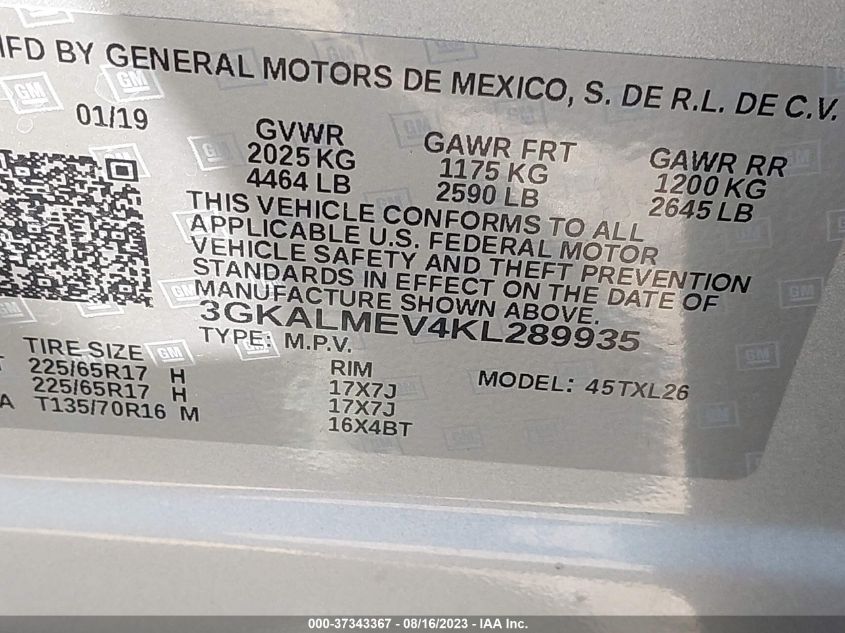 MFD BY GENERAL MOTORS DE MEXICO, S. DE R.L. DE C.V.
01/19
GVWR
2025 KG
4464 LB
GAWR FRT
1175 KG
2590 LB
GAWR RR
1200 KG
2645 LB
THIS VEHICLE CONFORMS TO ALL
APPLICABLE U.S. FEDERAL MOTOR
VEHICLE SAFETY AND THEFT PREVENTION
STANDARDS IN EFFECT ON THE DATE OF
MANUFACTURE SHOWN ABOVE.
3GKALMEV4KL289935
TYPE: M.P.V.
MODEL: 45TXL26
TIRE SIZE
RIM
225/65R17 H 17X7J
225/65R17 H 17X7J
A T135/70R16 M 16X4BT
GM
000-37343367 - 08/16/2023 - IAA Inc.